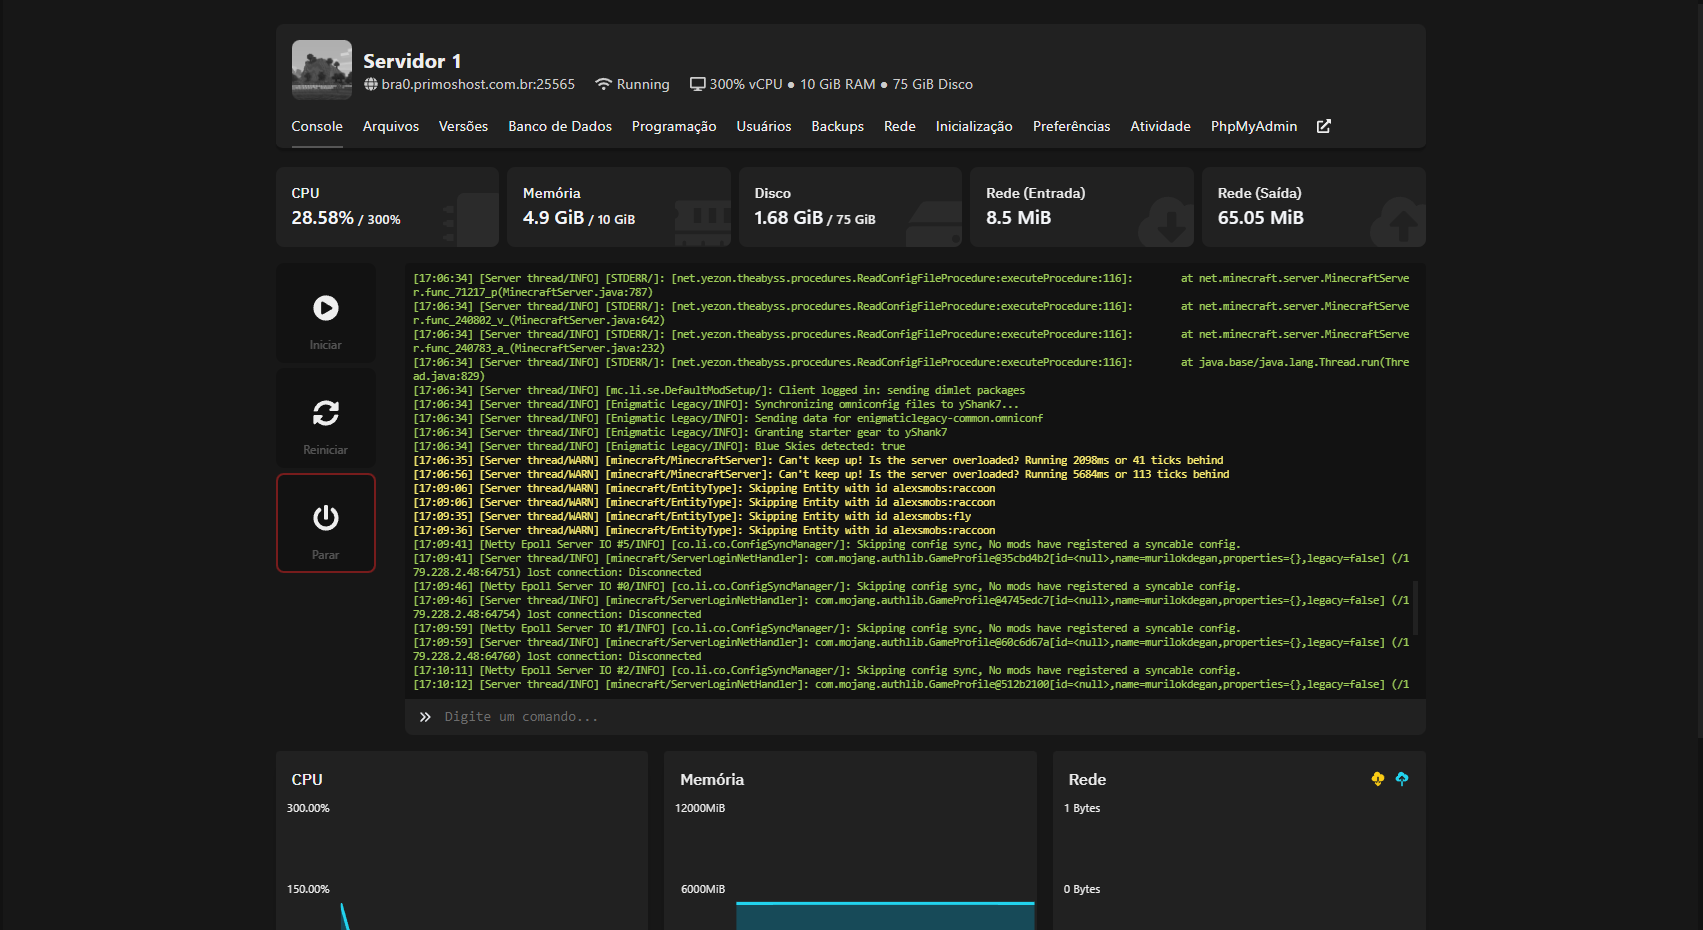 Servidor 1
bra0.primoshost.com.br:25565 Running 300% vCPU ● 10 GiB RAM ● 75 GiB Disco
Console Arquivos Versões Banco de Dados Programação Usuários Backups Rede Inicialização Preferências Atividade PhpMyAdmin
CPU
28.58% / 300%
Memória
4.9 GiB / 10 GiB
Disco
1.68 GiB / 75 GiB
Rede (Entrada)
8.5 MiB
Rede (Saída)
65.05 MiB
Iniciar
Reiniciar
Parar
[17:06:34] [Server thread/INFO] [STDERR/]: [net.yezon.theabyss.procedures.ReadConfigFileProcedure:executeProcedure:116]: at net.minecraft.server.MinecraftServe
r.func_71217_p(MinecraftServer.java:787)
[17:06:34] [Server thread/INFO] [STDERR/]: [net.yezon.theabyss.procedures.ReadConfigFileProcedure:executeProcedure:116]: at net.minecraft.server.MinecraftServe
r.func_240802_v_(MinecraftServer.java:642)
[17:06:34] [Server thread/INFO] [STDERR/]: [net.yezon.theabyss.procedures.ReadConfigFileProcedure:executeProcedure:116]: at net.minecraft.server.MinecraftServe
r.func_240783_a_(MinecraftServer.java:232)
[17:06:34] [Server thread/INFO] [STDERR/]: [net.yezon.theabyss.procedures.ReadConfigFileProcedure:executeProcedure:116]: at java.base/java.lang.Thread.run(Thre
ad.java:829)
[17:06:34] [Server thread/INFO] [mc.li.se.DefaultModSetup/]: Client logged in: sending dimlet packages
[17:06:34] [Server thread/INFO] [Enigmatic Legacy/INFO]: Synchronizing omniconfig files to yShank7...
[17:06:34] [Server thread/INFO] [Enigmatic Legacy/INFO]: Sending data for enigmaticlegacy-common.omniconf
[17:06:34] [Server thread/INFO] [Enigmatic Legacy/INFO]: Granting starter gear to yShank7
[17:06:34] [Server thread/INFO] [Enigmatic Legacy/INFO]: Blue Skies detected: true
[17:06:35] [Server thread/WARN] [minecraft/MinecraftServer]: Can't keep up! Is the server overloaded? Running 2098ms or 41 ticks behind
[17:06:56] [Server thread/WARN] [minecraft/MinecraftServer]: Can't keep up! Is the server overloaded? Running 5684ms or 113 ticks behind
[17:09:06] [Server thread/WARN] [minecraft/EntityType]: Skipping Entity with id alexsmobs:raccoon
[17:09:06] [Server thread/WARN] [minecraft/EntityType]: Skipping Entity with id alexsmobs:raccoon
[17:09:35] [Server thread/WARN] [minecraft/EntityType]: Skipping Entity with id alexsmobs:fly
[17:09:36] [Server thread/WARN] [minecraft/EntityType]: Skipping Entity with id alexsmobs:raccoon
[17:09:41] [Netty Epoll Server IO #5/INFO] [co.li.co.ConfigSyncManager/]: Skipping config sync, No mods have registered a syncable config.
[17:09:41] [Server thread/INFO] [minecraft/ServerLoginNetHandler]: com.mojang.authlib.GameProfile@35cbd4b2[id=<null>,name=murilokdegan,properties={},legacy=false] (/1
79.228.2.48:64751) lost connection: Disconnected
[17:09:46] [Netty Epoll Server IO #0/INFO] [co.li.co.ConfigSyncManager/]: Skipping config sync, No mods have registered a syncable config.
[17:09:46] [Server thread/INFO] [minecraft/ServerLoginNetHandler]: com.mojang.authlib.GameProfile@4745edc7[id=<null>,name=murilokdegan,properties={},legacy=false] (/1
79.228.2.48:64754) lost connection: Disconnected
[17:09:59] [Netty Epoll Server IO #1/INFO] [co.li.co.ConfigSyncManager/]: Skipping config sync, No mods have registered a syncable config.
[17:09:59] [Server thread/INFO] [minecraft/ServerLoginNetHandler]: com.mojang.authlib.GameProfile@60c6d67a[id=<null>,name=murilokdegan,properties={},legacy=false] (/1
79.228.2.48:64760) lost connection: Disconnected
[17:10:11] [Netty Epoll Server IO #2/INFO] [co.li.co.ConfigSyncManager/]: Skipping config sync, No mods have registered a syncable config.
[17:10:12] [Server thread/INFO] [minecraft/ServerLoginNetHandler]: com.mojang.authlib.GameProfile@512b2100[id=<null>,name=murilokdegan,properties={},legacy=false] (/1
Digite um comando...
CPU
300.00%
150.00%
Memória
12000MiB
6000MiB
Rede
1 Bytes
0 Bytes